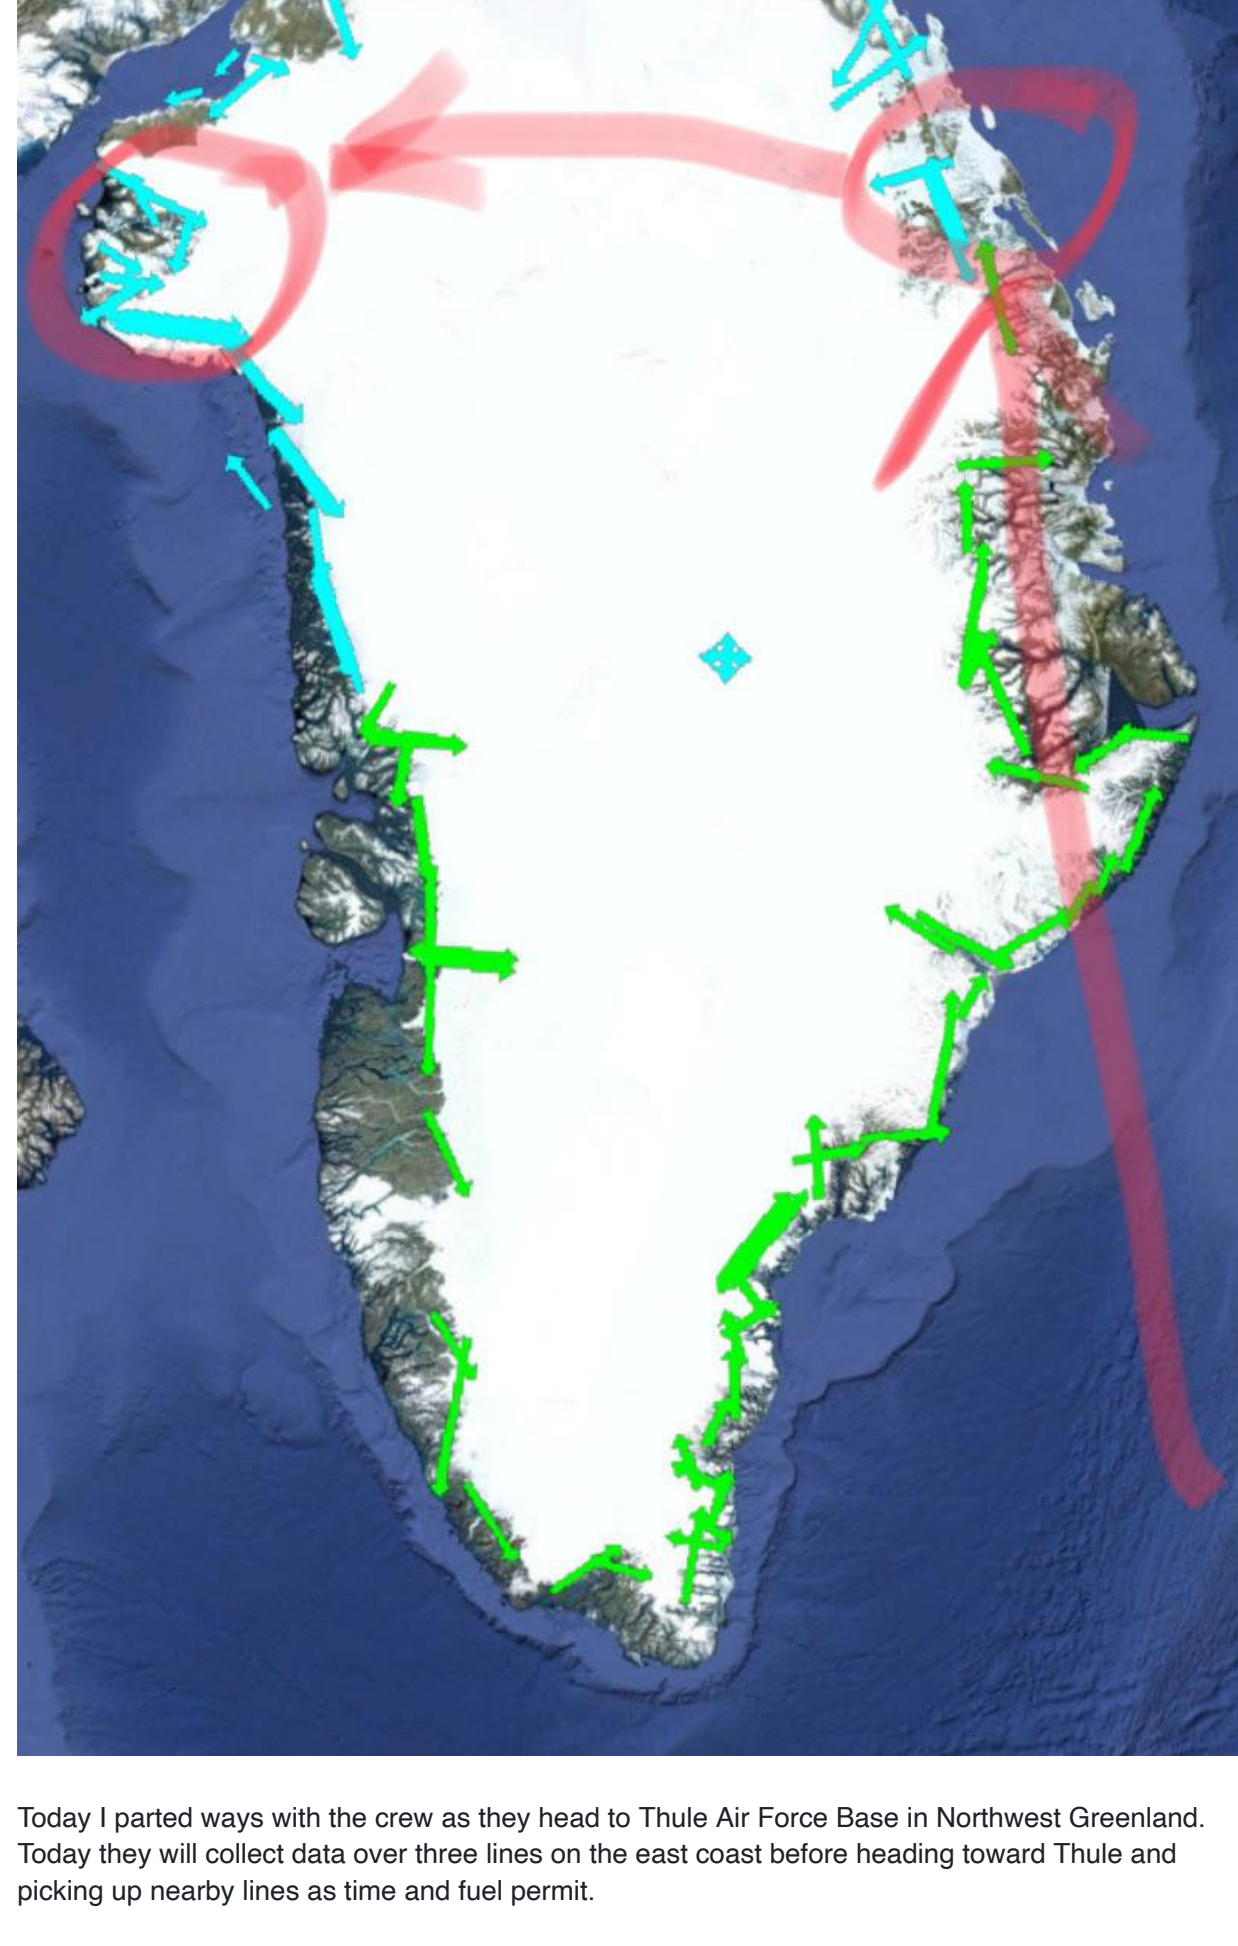 Today I parted ways with the crew as they head to Thule Air Force Base in Northwest Greenland.
Today they will collect data over three lines on the east coast before heading toward Thule and
picking up nearby lines as time and fuel permit.